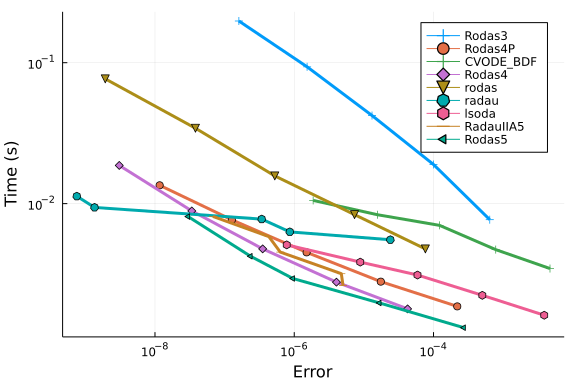 Rodas3
Rodas4P
CVODE_BDF
Rodas4
rodas
radau
lsoda
RadauIIA5
Rodas5
Time (s)
10⁻¹
10⁻²
10⁻⁸
10⁻⁶
10⁻⁴
Error